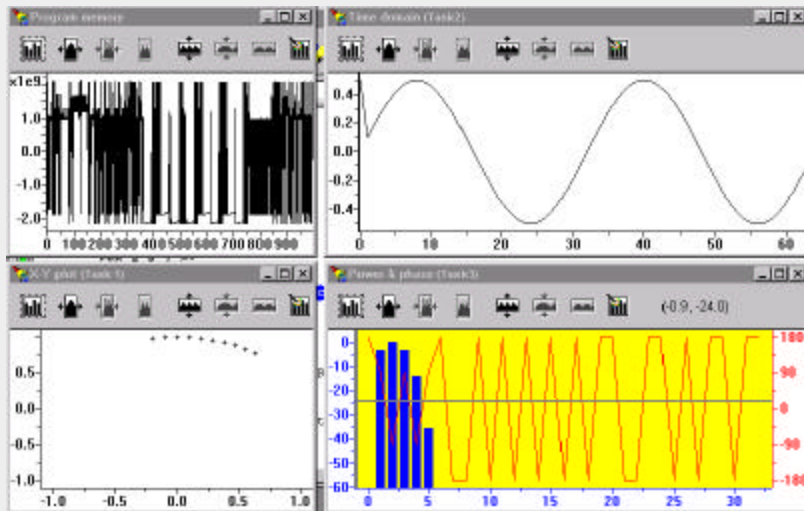 Program memory
×1e9
1.0
0.0
-1.0
-2.0
0 100 200 300 400 500 600 700 800 900
Time domain (Task2)
0.4
0.2
0.0
-0.2
-0.4
0 10 20 30 40 50 60
X-Y plot (Task 1)
0.5
0.0
-0.5
-1.0
-1.0 -0.5 0.0 0.5 1.0
Power & phase (Task3)
(-0.9, -24.0)
0
-10
-20
-30
-40
-50
-60
180
90
0
-90
-180
0 5 10 15 20 25 30